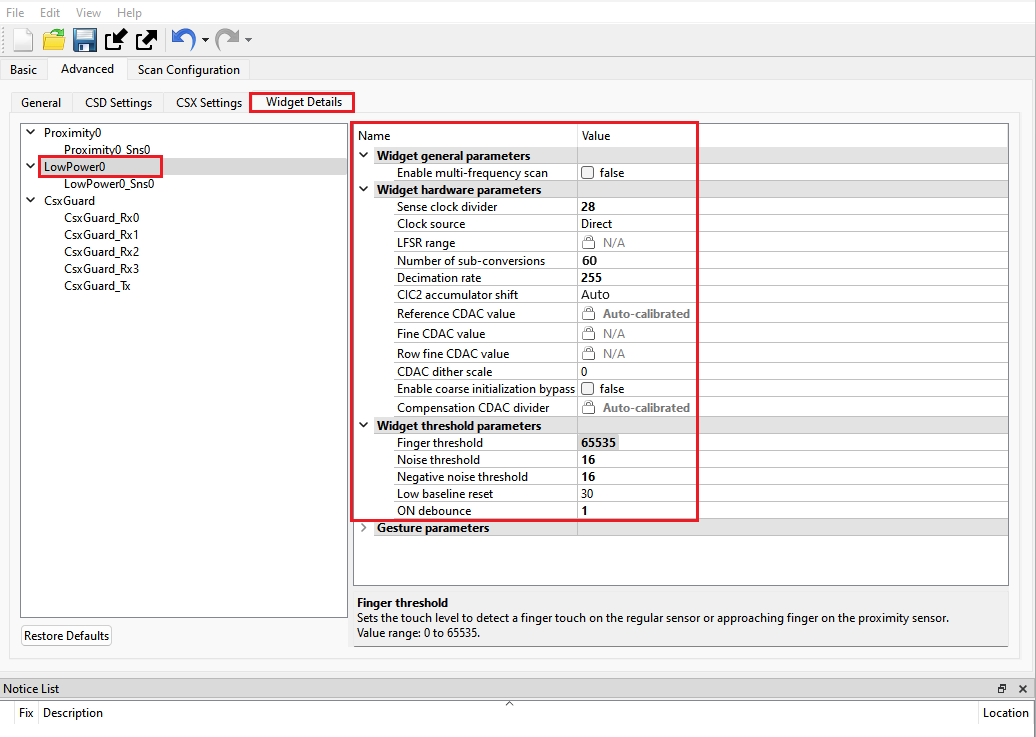 File Edit View Help
Basic Advanced Scan Configuration
General CSD Settings CSX Settings Widget Details
Proximity0
Proximity0_Sns0
LowPower0
LowPower0_Sns0
CsxGuard
CsxGuard_Rx0
CsxGuard_Rx1
CsxGuard_Rx2
CsxGuard_Rx3
CsxGuard_Tx
Restore Defaults
Name Value
Widget general parameters
Enable multi-frequency scan false
Widget hardware parameters
Sense clock divider 28
Clock source Direct
LFSR range N/A
Number of sub-conversions 60
Decimation rate 255
CIC2 accumulator shift Auto
Reference CDAC value Auto-calibrated
Fine CDAC value N/A
Row fine CDAC value N/A
CDAC dither scale 0
Enable coarse initialization bypass false
Compensation CDAC divider Auto-calibrated
Widget threshold parameters
Finger threshold 65535
Noise threshold 16
Negative noise threshold 16
Low baseline reset 30
ON debounce 1
Gesture parameters
Finger threshold
Sets the touch level to detect a finger touch on the regular sensor or approaching finger on the proximity sensor.
Value range: 0 to 65535.
Notice List
Fix Description Location